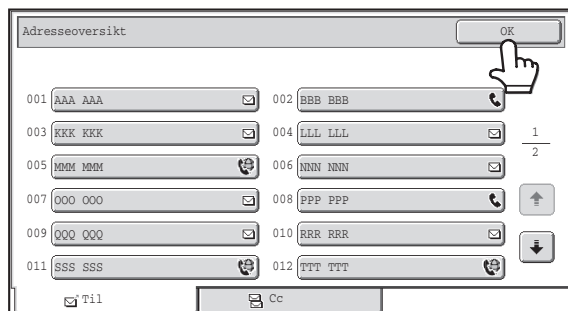 Adresseoversikt OK
001 AAA AAA 002 BBB BBB
003 KKK KKK 004 LLL LLL 1
005 MMM MMM 006 NNN NNN 2
007 OOO OOO 008 PPP PPP
009 QQQ QQQ 010 RRR RRR
011 SSS SSS 012 TTT TTT
Til Cc